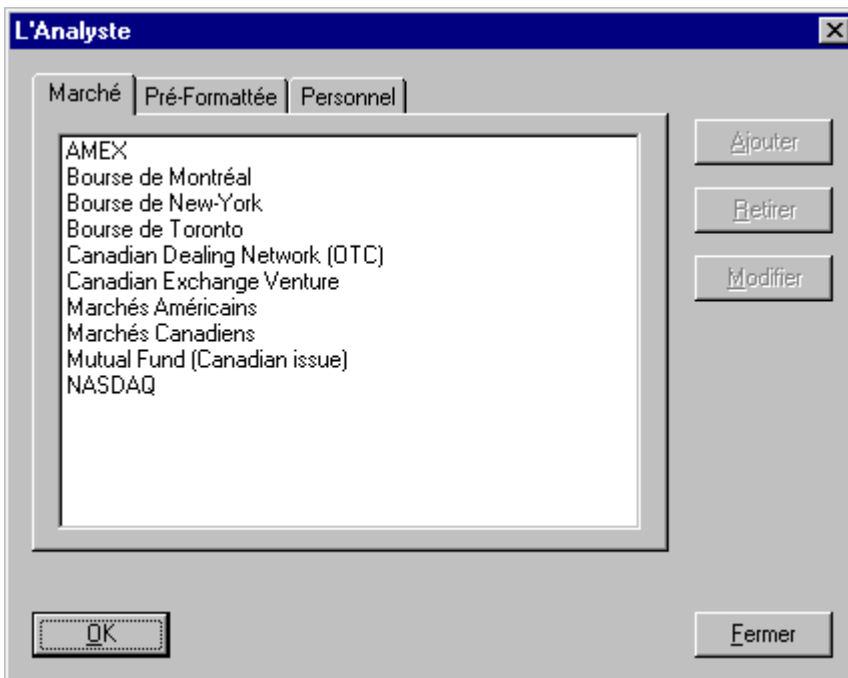 L'Analyste
Marché Pré-Formattée Personnel
AMEX
Bourse de Montréal
Bourse de New-York
Bourse de Toronto
Canadian Dealing Network (OTC)
Canadian Exchange Venture
Marchés Américains
Marchés Canadiens
Mutual Fund (Canadian issue)
NASDAQ
Ajouter
Retirer
Modifier
OK
Fermer